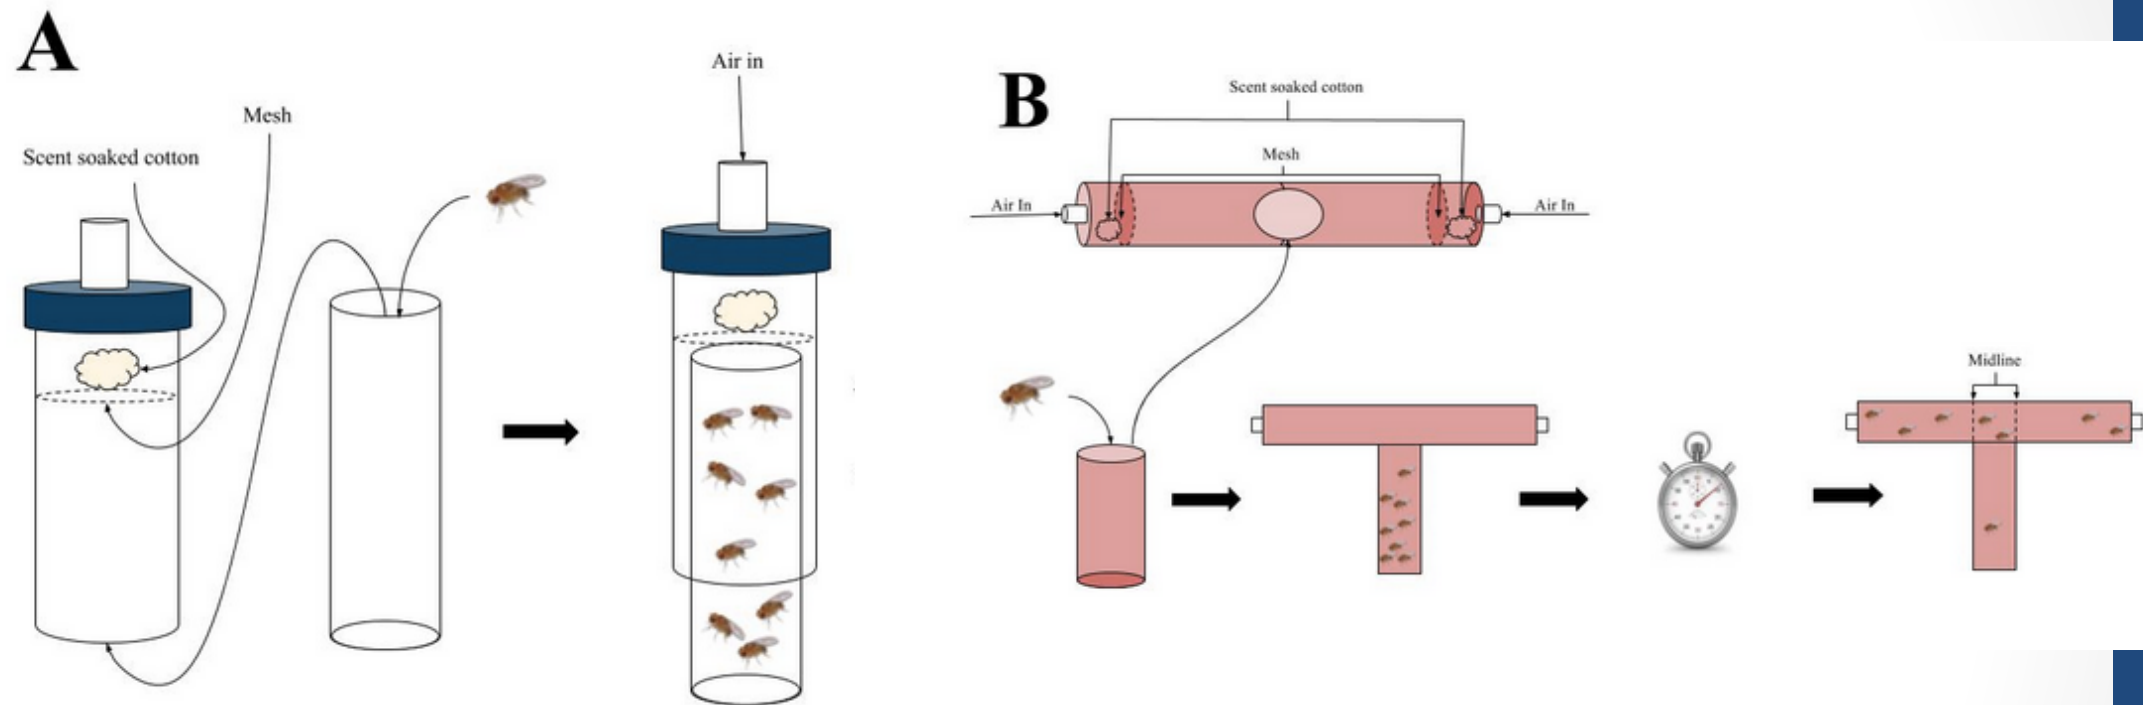 A
Air in
Mesh
Scent soaked cotton
B
Scent soaked cotton
Mesh
Air In
Air In
Midline